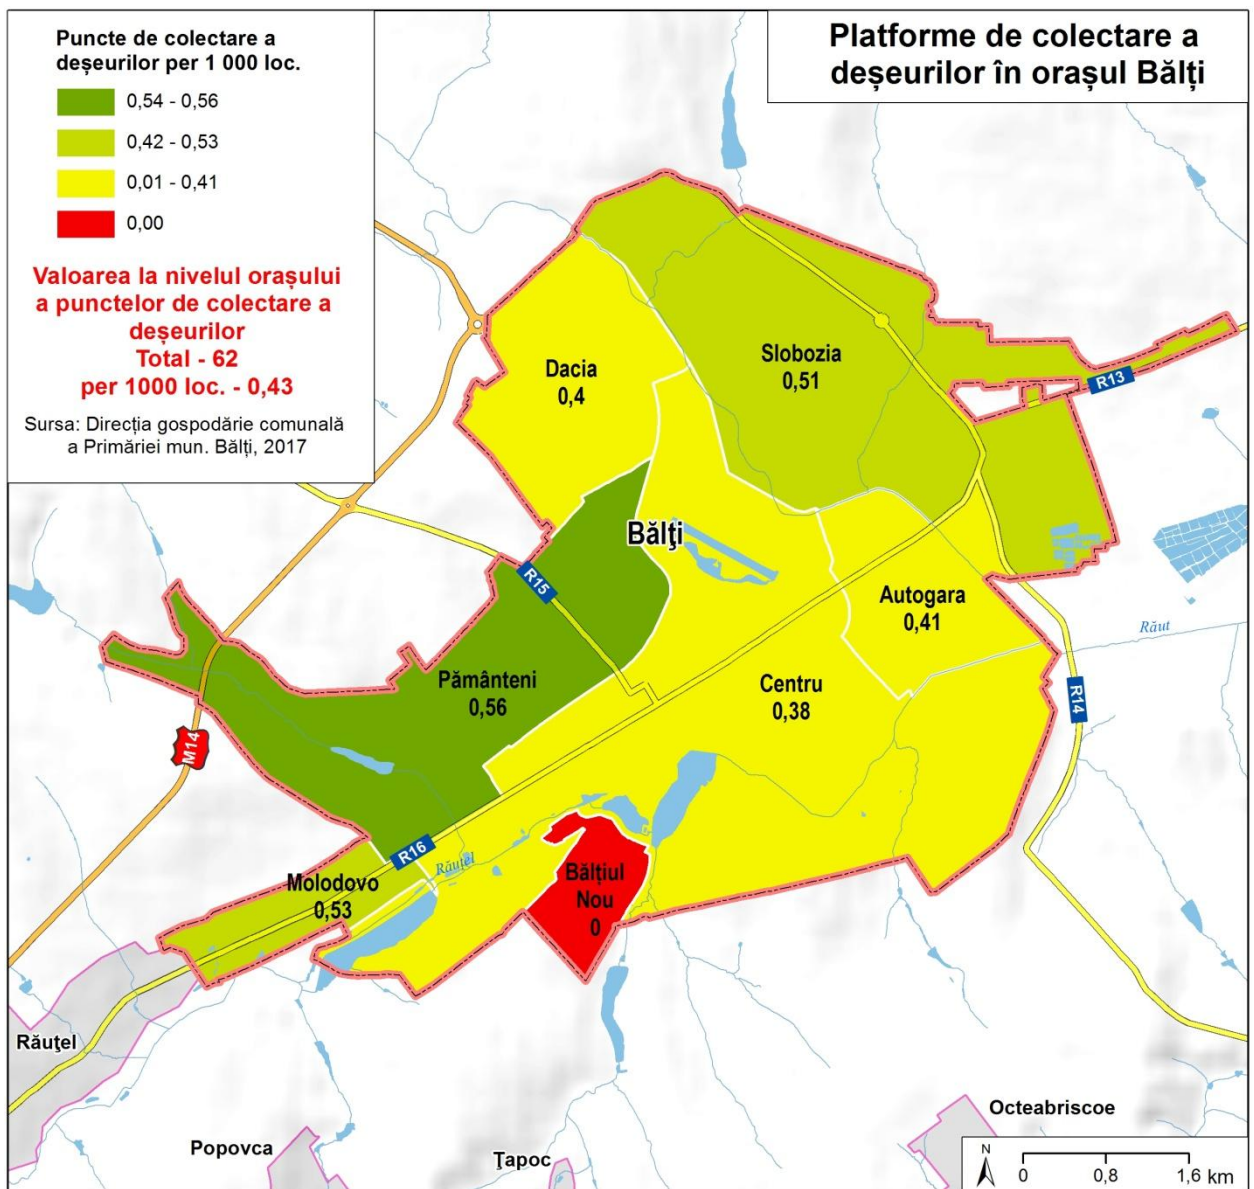 Puncte de colectare a
deșeurilor per 1 000 loc.
0,54 - 0,56
0,42 - 0,53
0,01 - 0,41
0,00
Valoarea la nivelul orașului
a punctelor de colectare a
deșeurilor
Total - 62
per 1000 loc. - 0,43
Sursa: Direcția gospodărie comunală
a Primăriei mun. Bălți, 2017
Platforme de colectare a
deșeurilor în orașul Bălți
Slobozia
0,51
Dacia
0,4
R13
Bălţi
R15
Autogara
0,41
Răut
Pământeni
0,56
Centru
0,38
R14
M14
R16
Răuțel
Molodovo
0,53
Bălțiul
Nou
0
Răuţel
Popovca
Ţapoc
Octeabriscoe
N
0 0,8 1,6 km